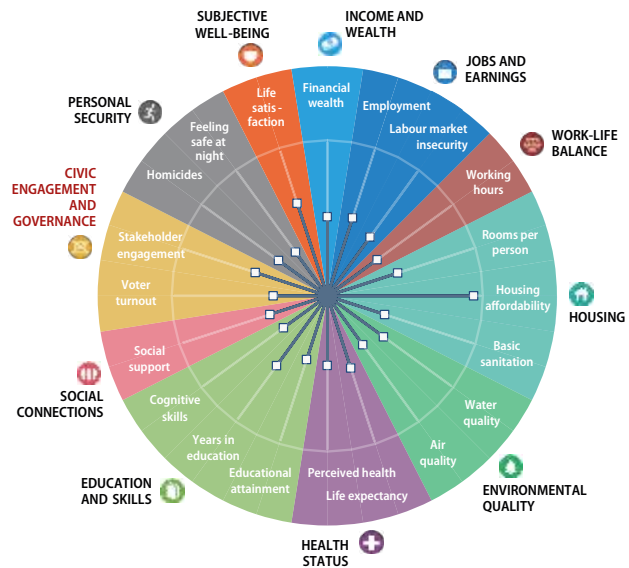 SUBJECTIVE
WELL-BEING
INCOME AND
WEALTH
JOBS AND
EARNINGS
WORK-LIFE
BALANCE
HOUSING
ENVIRONMENTAL
QUALITY
HEALTH
STATUS
EDUCATION
AND SKILLS
SOCIAL
CONNECTIONS
CIVIC
ENGAGEMENT
AND
GOVERNANCE
PERSONAL
SECURITY
Life
satis -
faction
Financial
wealth
Employment
Labour market
insecurity
Working
hours
Rooms per
person
Housing
affordability
Basic
sanitation
Water
quality
Air
quality
Perceived health
Life expectancy
Educational
attainment
Years in
education
Cognitive
skills
Social
support
Voter
turnout
Stakeholder
engagement
Homicides
Feeling
safe at
night